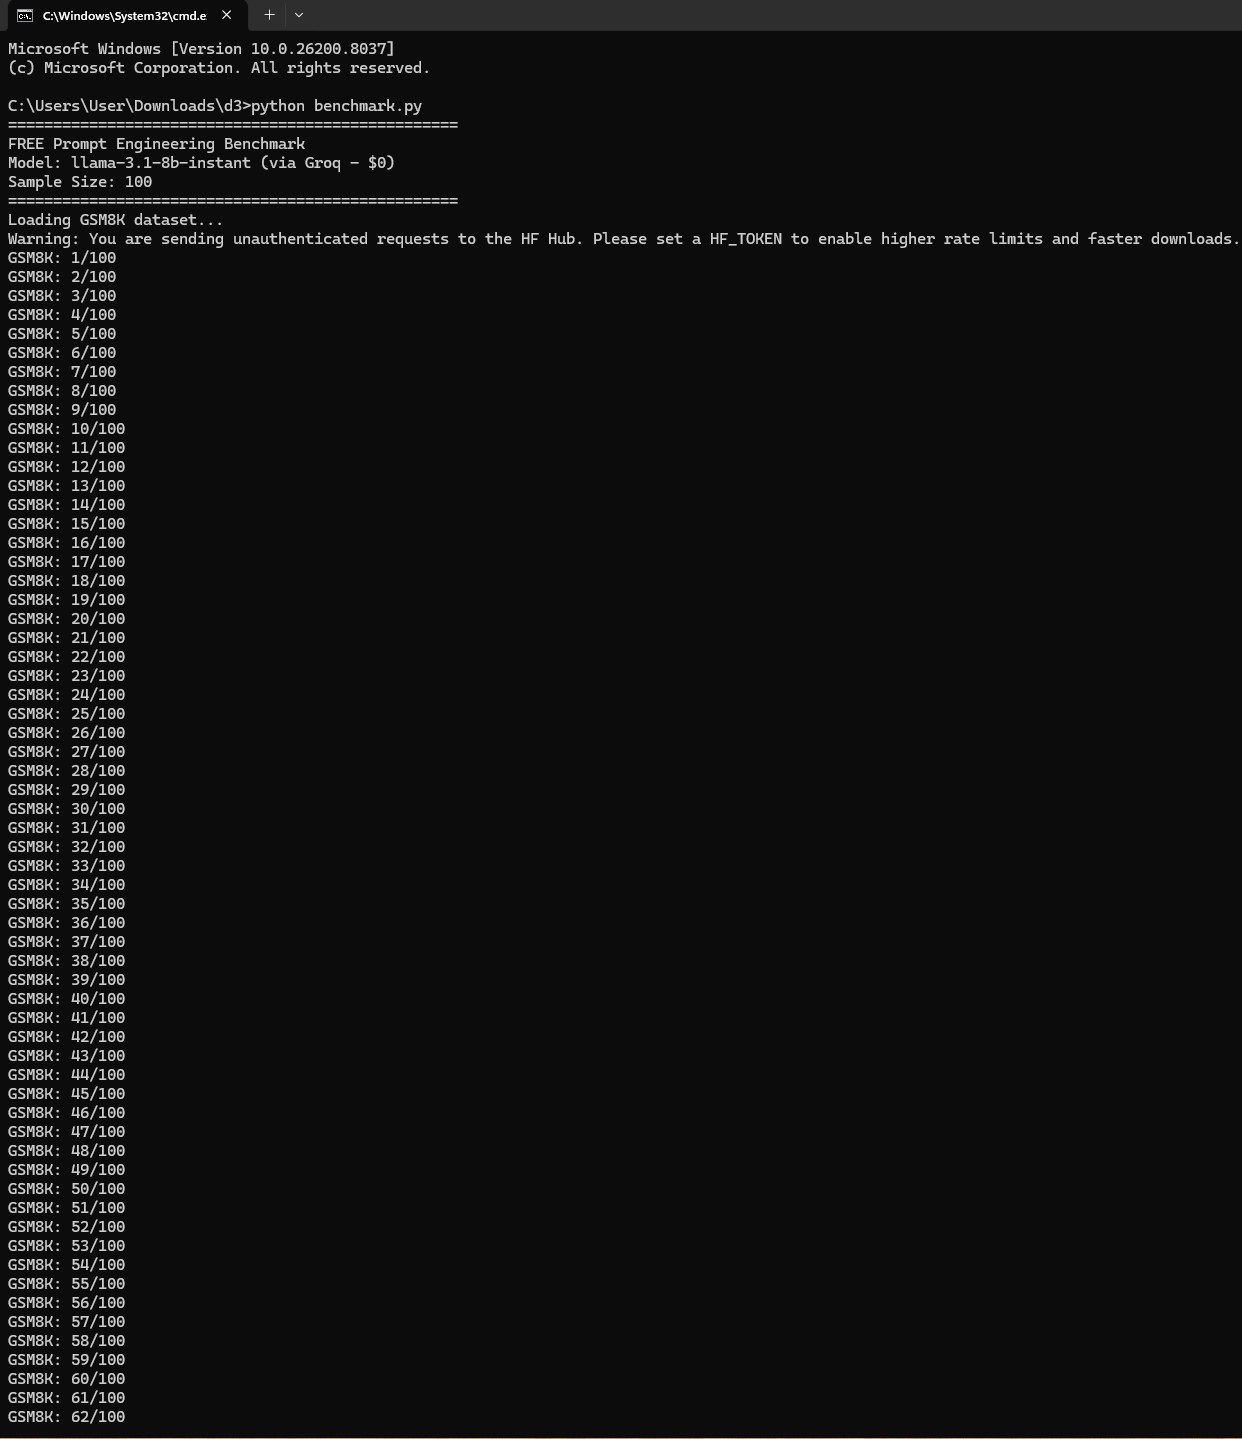 C:\Windows\System32\cmd.e
Microsoft Windows [Version 10.0.26200.8037]
(c) Microsoft Corporation. All rights reserved.
C:\Users\User\Downloads\d3>python benchmark.py
==================================================
FREE Prompt Engineering Benchmark
Model: llama-3.1-8b-instant (via Groq - $0)
Sample Size: 100
==================================================
Loading GSM8K dataset...
Warning: You are sending unauthenticated requests to the HF Hub. Please set a HF_TOKEN to enable higher rate limits and faster downloads.
GSM8K: 1/100
GSM8K: 2/100
GSM8K: 3/100
GSM8K: 4/100
GSM8K: 5/100
GSM8K: 6/100
GSM8K: 7/100
GSM8K: 8/100
GSM8K: 9/100
GSM8K: 10/100
GSM8K: 11/100
GSM8K: 12/100
GSM8K: 13/100
GSM8K: 14/100
GSM8K: 15/100
GSM8K: 16/100
GSM8K: 17/100
GSM8K: 18/100
GSM8K: 19/100
GSM8K: 20/100
GSM8K: 21/100
GSM8K: 22/100
GSM8K: 23/100
GSM8K: 24/100
GSM8K: 25/100
GSM8K: 26/100
GSM8K: 27/100
GSM8K: 28/100
GSM8K: 29/100
GSM8K: 30/100
GSM8K: 31/100
GSM8K: 32/100
GSM8K: 33/100
GSM8K: 34/100
GSM8K: 35/100
GSM8K: 36/100
GSM8K: 37/100
GSM8K: 38/100
GSM8K: 39/100
GSM8K: 40/100
GSM8K: 41/100
GSM8K: 42/100
GSM8K: 43/100
GSM8K: 44/100
GSM8K: 45/100
GSM8K: 46/100
GSM8K: 47/100
GSM8K: 48/100
GSM8K: 49/100
GSM8K: 50/100
GSM8K: 51/100
GSM8K: 52/100
GSM8K: 53/100
GSM8K: 54/100
GSM8K: 55/100
GSM8K: 56/100
GSM8K: 57/100
GSM8K: 58/100
GSM8K: 59/100
GSM8K: 60/100
GSM8K: 61/100
GSM8K: 62/100